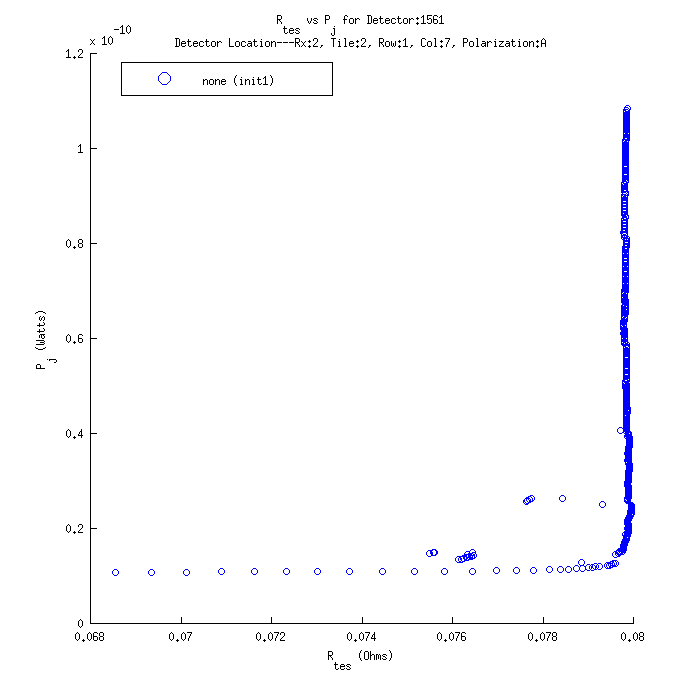 R_tes vs P_j for Detector:1561
Detector Location---Rx:2, Tile:2, Row:1, Col:7, Polarization:A
x 10^-10
none (init1)
1.2
1
0.8
0.6
0.4
0.2
0
P_j (Watts)
0.068 0.07 0.072 0.074 0.076 0.078 0.08
R_tes (Ohms)